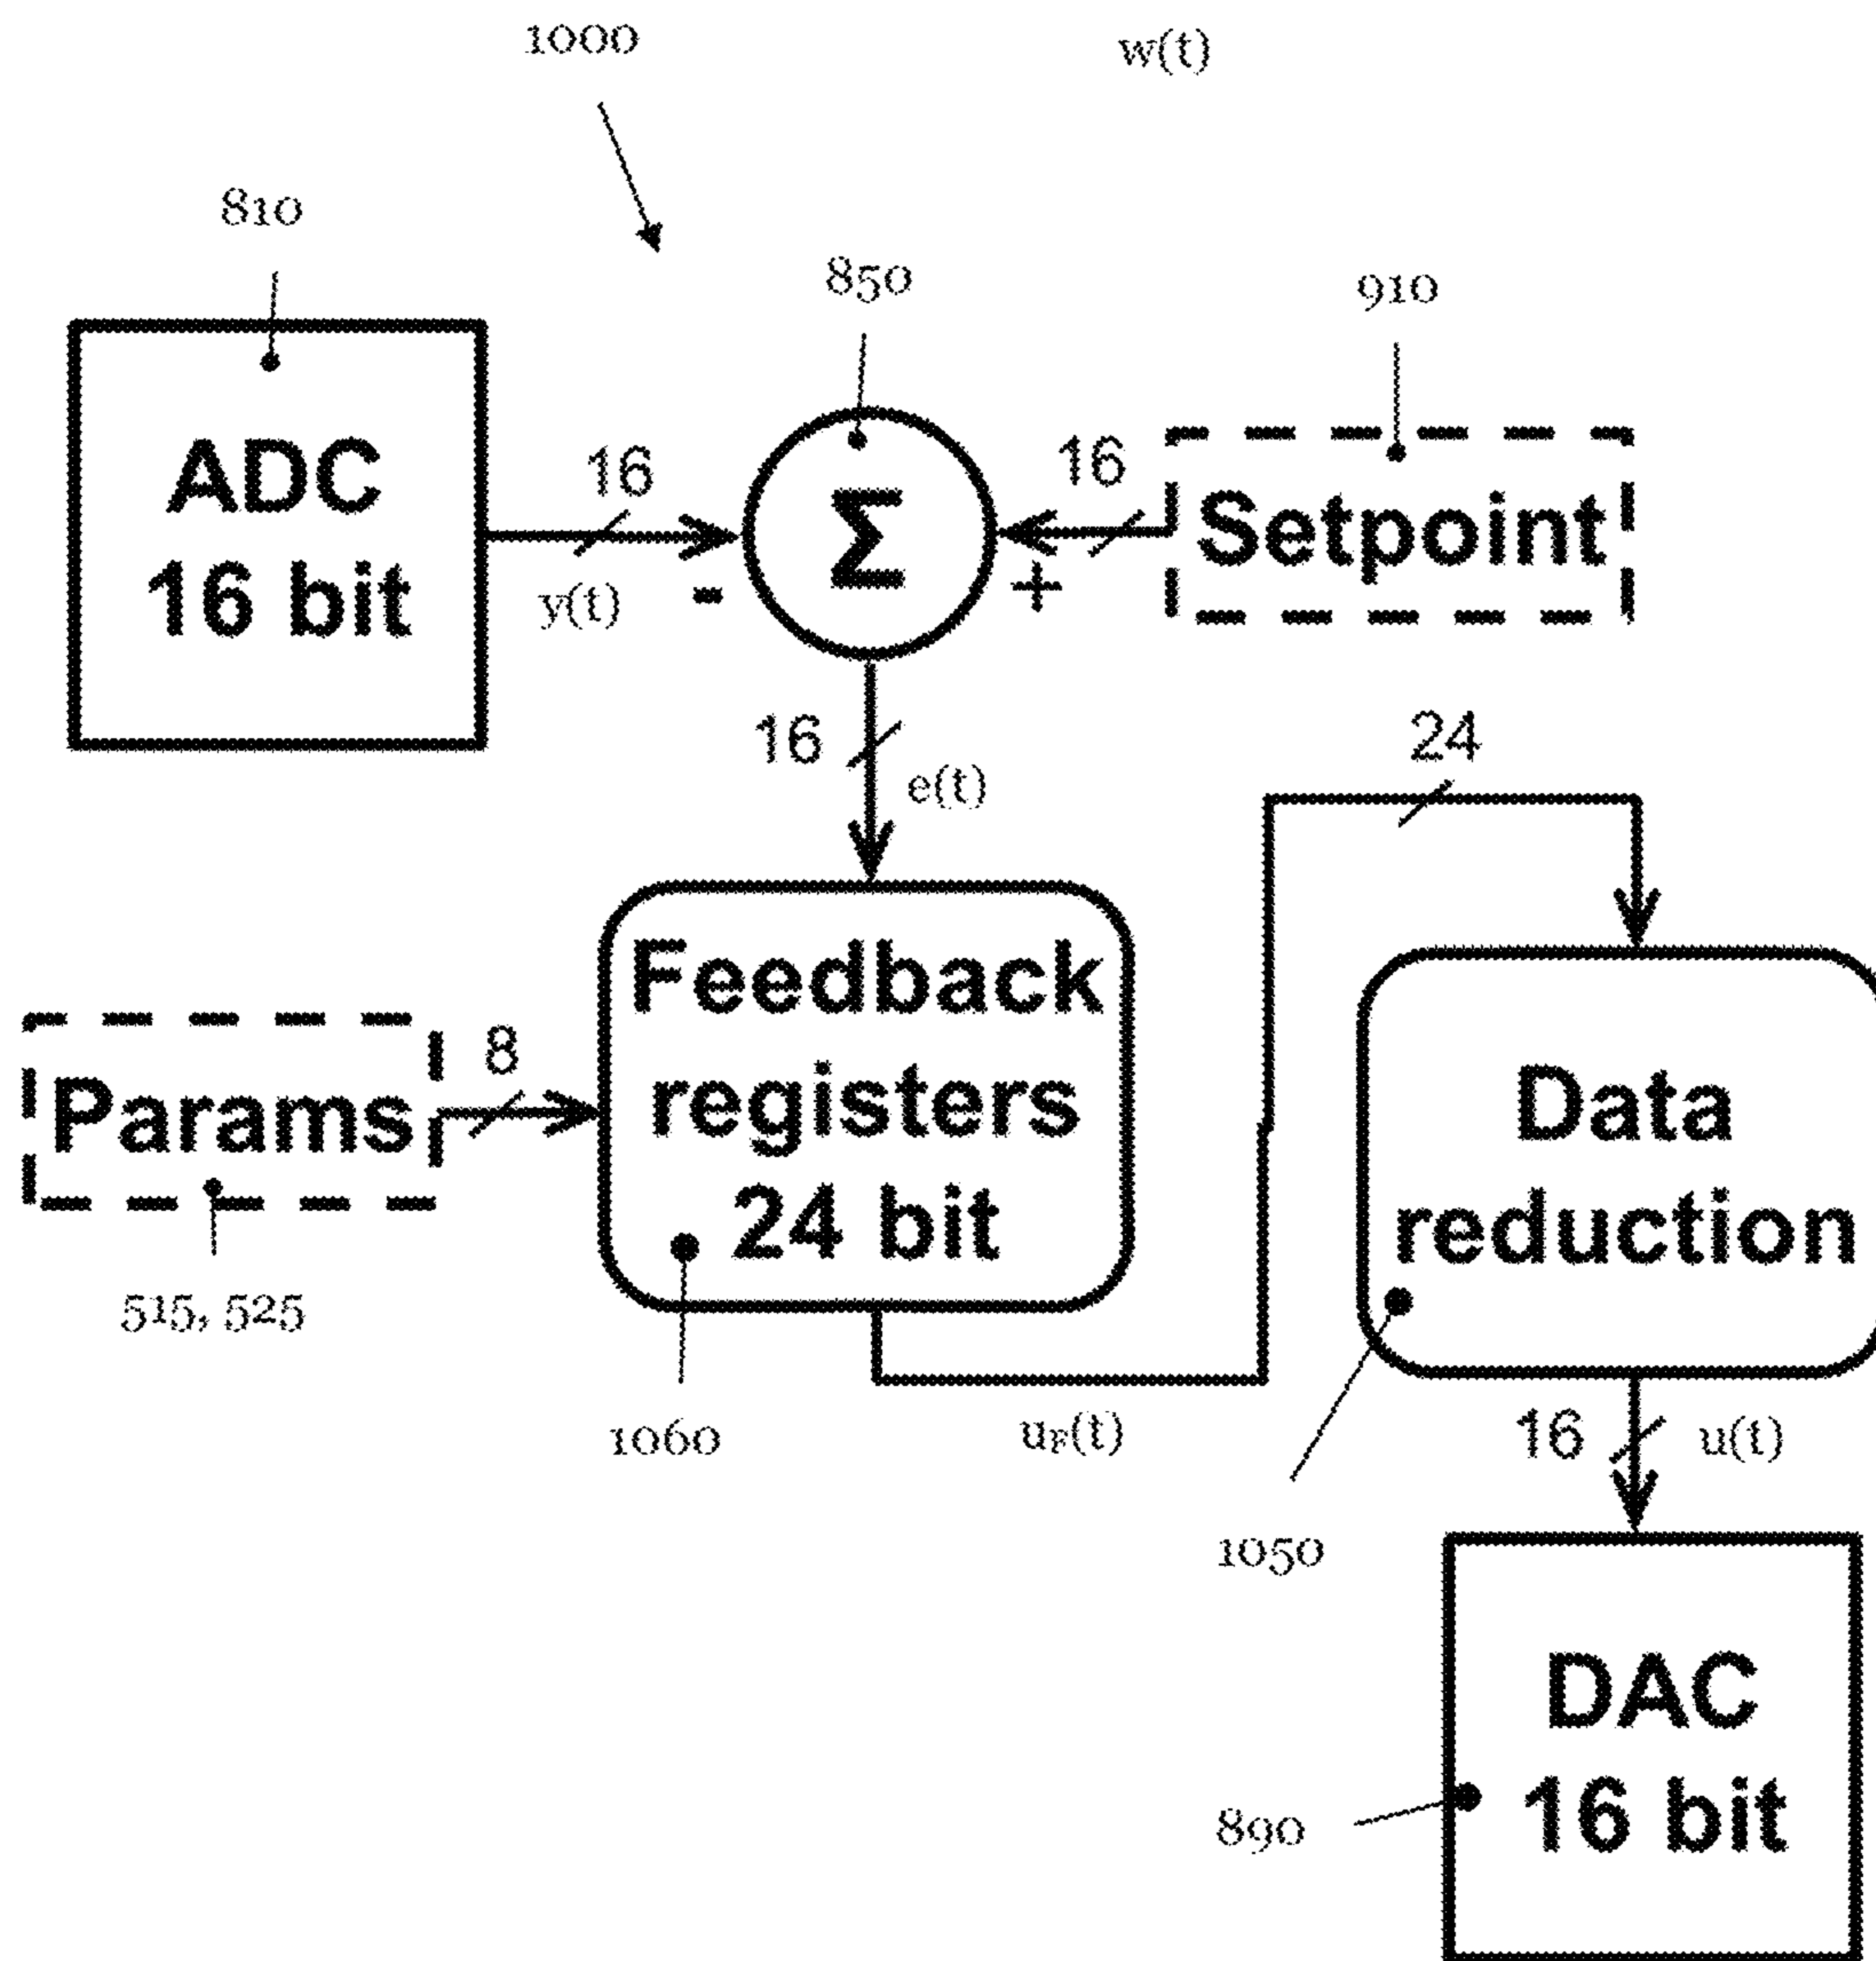 1000
w(t)
810
850
910
ADC
16 bit
16
y(t)
-
Σ
16
+
Setpoint
16
e(t)
24
Params
8
515, 525
Feedback
registers
24 bit
1060
uF(t)
Data
reduction
1050
16
u(t)
DAC
16 bit
890